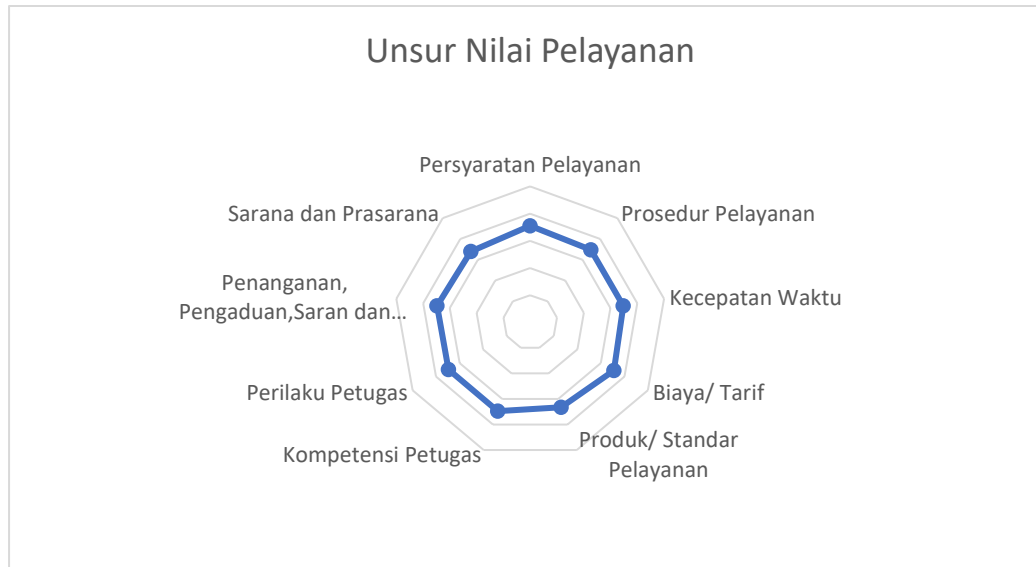 Unsur Nilai Pelayanan
Persyaratan Pelayanan
Prosedur Pelayanan
Kecepatan Waktu
Biaya/ Tarif
Produk/ Standar
Pelayanan
Kompetensi Petugas
Perilaku Petugas
Penanganan,
Pengaduan,Saran dan…
Sarana dan Prasarana